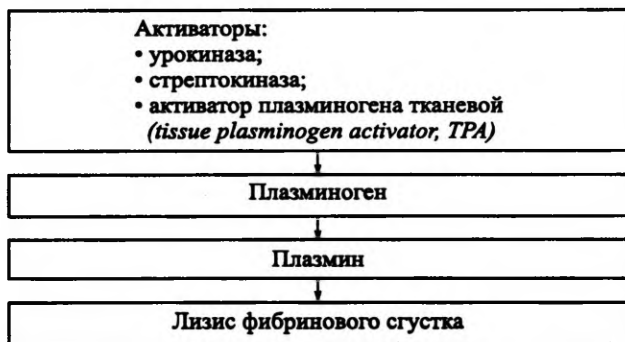 Активаторы:
• урокиназа;
• стрептокиназа;
• активатор плазминогена тканевой
(tissue plasminogen activator, TPA)
Плазминоген
Плазмин
Лизис фибринового сгустка